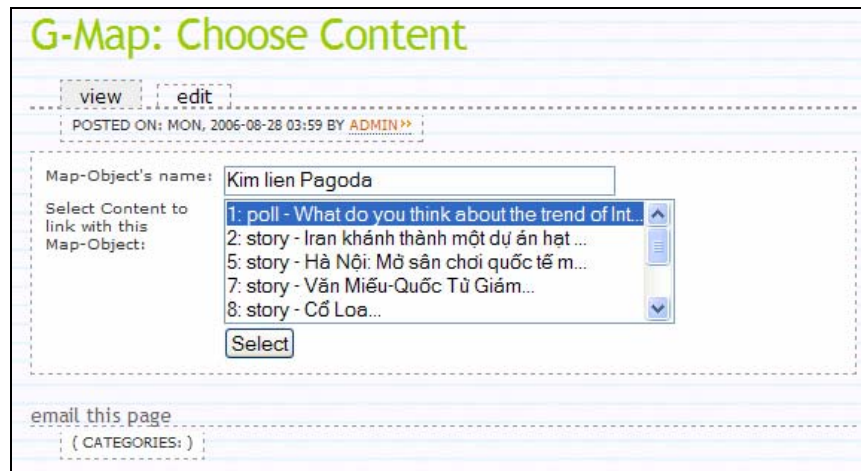 G-Map: Choose Content
view edit
POSTED ON: MON, 2006-08-28 03:59 BY ADMIN»
Map-Object's name: Kim lien Pagoda
Select Content to
link with this
Map-Object:
1: poll - What do you think about the trend of Int...
2: story - Iran khánh thành một dự án hạt ...
5: story - Hà Nội: Mở sân chơi quốc tế m...
7: story - Văn Miếu-Quốc Tử Giám...
8: story - Cổ Loa...
Select
email this page
( CATEGORIES: )